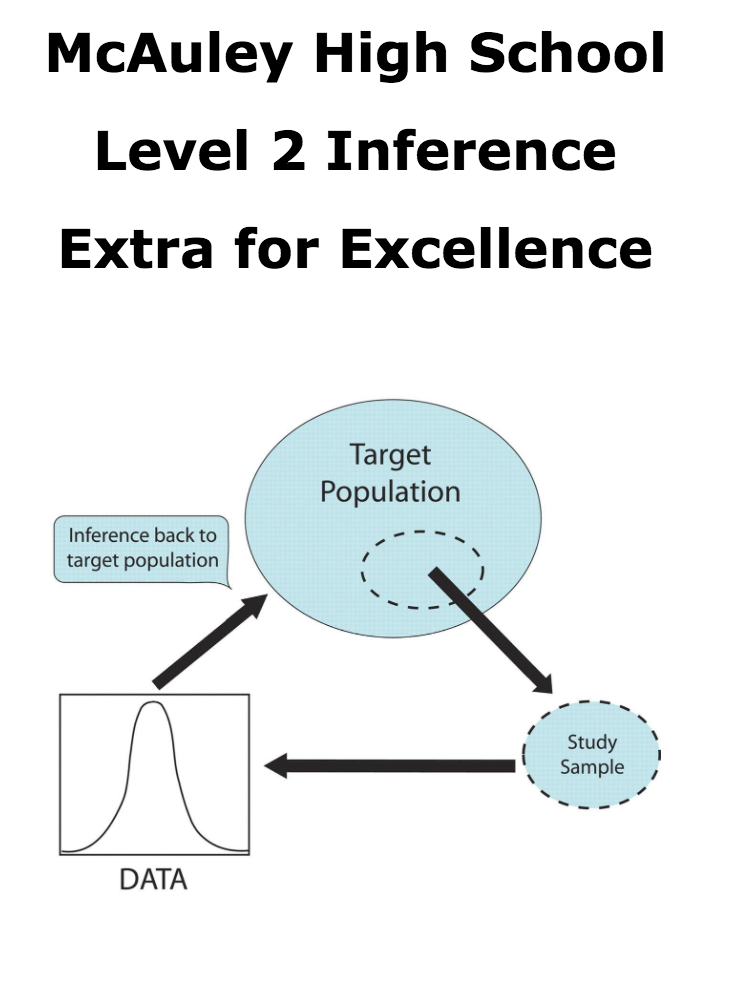 McAuley High School
Level 2 Inference
Extra for Excellence
Target
Population
Inference back to
target population
Study
Sample
DATA